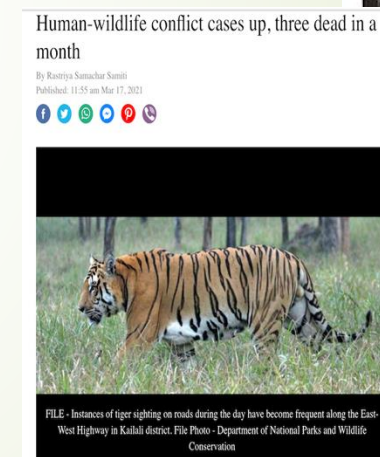 Human-wildlife conflict cases up, three dead in a
month
By Rastriya Samachar Samiti
Published: 11:55 am Mar 17, 2021
FILE - Instances of tiger sighting on roads during the day have become frequent along the East-
West Highway in Kailali district. File Photo - Department of National Parks and Wildlife
Conservation